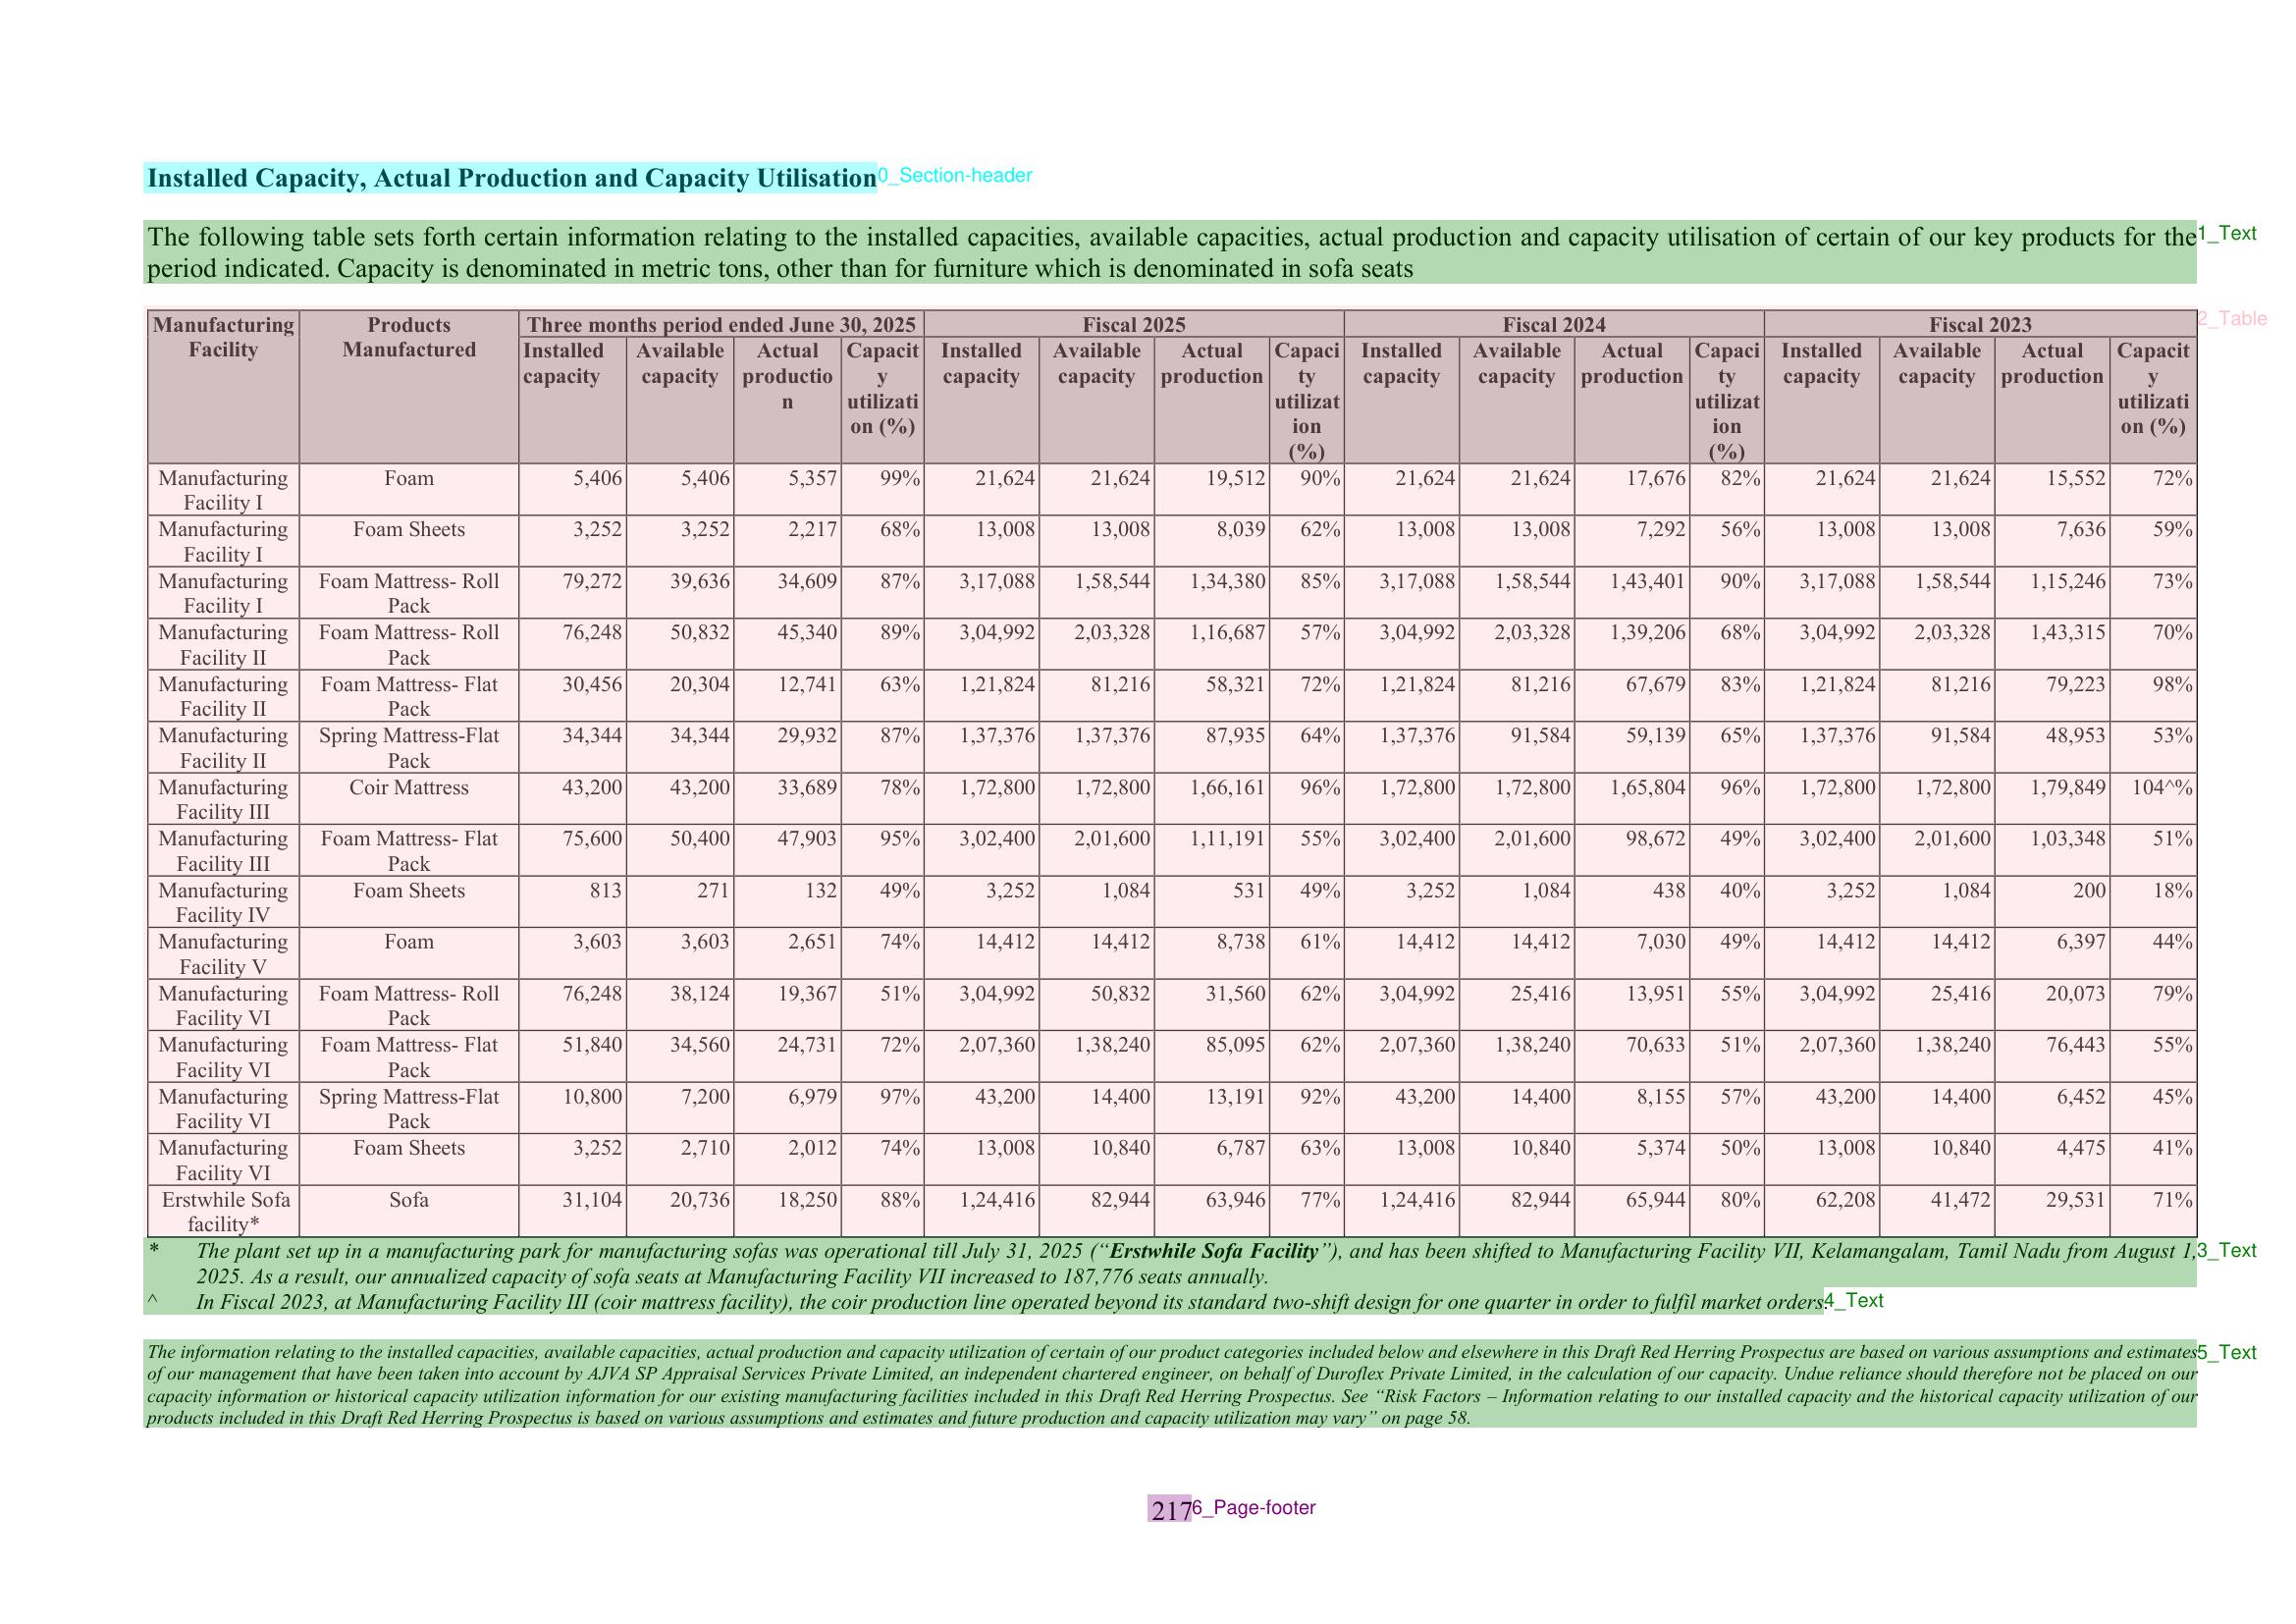 Installed Capacity, Actual Production and Capacity Utilisation 0_Section-header
The following table sets forth certain information relating to the installed capacities, available capacities, actual production and capacity utilisation of certain of our key products for the 1_Text
period indicated. Capacity is denominated in metric tons, other than for furniture which is denominated in sofa seats
2_Table
Manufacturing Facility | Products Manufactured | Three months period ended June 30, 2025 | Fiscal 2025 | Fiscal 2024 | Fiscal 2023
Installed capacity | Available capacity | Actual production | Capacity utilization (%) | Installed capacity | Available capacity | Actual production | Capacity utilization (%) | Installed capacity | Available capacity | Actual production | Capacity utilization (%) | Installed capacity | Available capacity | Actual production | Capacity utilization (%)
Manufacturing Facility I | Foam | 5,406 | 5,406 | 5,357 | 99% | 21,624 | 21,624 | 19,512 | 90% | 21,624 | 21,624 | 17,676 | 82% | 21,624 | 21,624 | 15,552 | 72%
Manufacturing Facility I | Foam Sheets | 3,252 | 3,252 | 2,217 | 68% | 13,008 | 13,008 | 8,039 | 62% | 13,008 | 13,008 | 7,292 | 56% | 13,008 | 13,008 | 7,636 | 59%
Manufacturing Facility I | Foam Mattress- Roll Pack | 79,272 | 39,636 | 34,609 | 87% | 3,17,088 | 1,58,544 | 1,34,380 | 85% | 3,17,088 | 1,58,544 | 1,43,401 | 90% | 3,17,088 | 1,58,544 | 1,15,246 | 73%
Manufacturing Facility II | Foam Mattress- Roll Pack | 76,248 | 50,832 | 45,340 | 89% | 3,04,992 | 2,03,328 | 1,16,687 | 57% | 3,04,992 | 2,03,328 | 1,39,206 | 68% | 3,04,992 | 2,03,328 | 1,43,315 | 70%
Manufacturing Facility II | Foam Mattress- Flat Pack | 30,456 | 20,304 | 12,741 | 63% | 1,21,824 | 81,216 | 58,321 | 72% | 1,21,824 | 81,216 | 67,679 | 83% | 1,21,824 | 81,216 | 79,223 | 98%
Manufacturing Facility II | Spring Mattress-Flat Pack | 34,344 | 34,344 | 29,932 | 87% | 1,37,376 | 1,37,376 | 87,935 | 64% | 1,37,376 | 91,584 | 59,139 | 65% | 1,37,376 | 91,584 | 48,953 | 53%
Manufacturing Facility III | Coir Mattress | 43,200 | 43,200 | 33,689 | 78% | 1,72,800 | 1,72,800 | 1,66,161 | 96% | 1,72,800 | 1,72,800 | 1,65,804 | 96% | 1,72,800 | 1,72,800 | 1,79,849 | 104^%
Manufacturing Facility III | Foam Mattress- Flat Pack | 75,600 | 50,400 | 47,903 | 95% | 3,02,400 | 2,01,600 | 1,11,191 | 55% | 3,02,400 | 2,01,600 | 98,672 | 49% | 3,02,400 | 2,01,600 | 1,03,348 | 51%
Manufacturing Facility IV | Foam Sheets | 813 | 271 | 132 | 49% | 3,252 | 1,084 | 531 | 49% | 3,252 | 1,084 | 438 | 40% | 3,252 | 1,084 | 200 | 18%
Manufacturing Facility V | Foam | 3,603 | 3,603 | 2,651 | 74% | 14,412 | 14,412 | 8,738 | 61% | 14,412 | 14,412 | 7,030 | 49% | 14,412 | 14,412 | 6,397 | 44%
Manufacturing Facility VI | Foam Mattress- Roll Pack | 76,248 | 38,124 | 19,367 | 51% | 3,04,992 | 50,832 | 31,560 | 62% | 3,04,992 | 25,416 | 13,951 | 55% | 3,04,992 | 25,416 | 20,073 | 79%
Manufacturing Facility VI | Foam Mattress- Flat Pack | 51,840 | 34,560 | 24,731 | 72% | 2,07,360 | 1,38,240 | 85,095 | 62% | 2,07,360 | 1,38,240 | 70,633 | 51% | 2,07,360 | 1,38,240 | 76,443 | 55%
Manufacturing Facility VI | Spring Mattress-Flat Pack | 10,800 | 7,200 | 6,979 | 97% | 43,200 | 14,400 | 13,191 | 92% | 43,200 | 14,400 | 8,155 | 57% | 43,200 | 14,400 | 6,452 | 45%
Manufacturing Facility VI | Foam Sheets | 3,252 | 2,710 | 2,012 | 74% | 13,008 | 10,840 | 6,787 | 63% | 13,008 | 10,840 | 5,374 | 50% | 13,008 | 10,840 | 4,475 | 41%
Erstwhile Sofa facility* | Sofa | 31,104 | 20,736 | 18,250 | 88% | 1,24,416 | 82,944 | 63,946 | 77% | 1,24,416 | 82,944 | 65,944 | 80% | 62,208 | 41,472 | 29,531 | 71%
* The plant set up in a manufacturing park for manufacturing sofas was operational till July 31, 2025 (“Erstwhile Sofa Facility”), and has been shifted to Manufacturing Facility VII, Kelamangalam, Tamil Nadu from August 1, 3_Text
2025. As a result, our annualized capacity of sofa seats at Manufacturing Facility VII increased to 187,776 seats annually.
^ In Fiscal 2023, at Manufacturing Facility III (coir mattress facility), the coir production line operated beyond its standard two-shift design for one quarter in order to fulfil market orders. 4_Text
The information relating to the installed capacities, available capacities, actual production and capacity utilization of certain of our product categories included below and elsewhere in this Draft Red Herring Prospectus are based on various assumptions and estimates 5_Text
of our management that have been taken into account by AJVA SP Appraisal Services Private Limited, an independent chartered engineer, on behalf of Duroflex Private Limited, in the calculation of our capacity. Undue reliance should therefore not be placed on our
capacity information or historical capacity utilization information for our existing manufacturing facilities included in this Draft Red Herring Prospectus. See “Risk Factors – Information relating to our installed capacity and the historical capacity utilization of our
products included in this Draft Red Herring Prospectus is based on various assumptions and estimates and future production and capacity utilization may vary” on page 58.
217 6_Page-footer